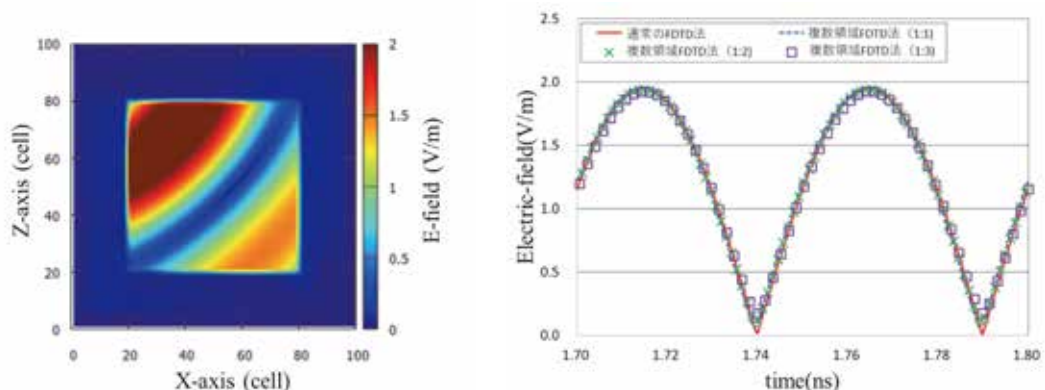 100
80
60
40
20
0
Z-axis (cell)
0 20 40 60 80 100
X-axis (cell)
2
1.5
1
0.5
0
E-field (V/m)
2.5
2.0
1.5
1.0
0.5
0.0
Electric-field(V/m)
通常のFDTD法 複数領域FDTD法（1:1）
複数領域FDTD法（1:2） 複数領域FDTD法（1:3）
1.70 1.72 1.74 1.76 1.78 1.80
time(ns)